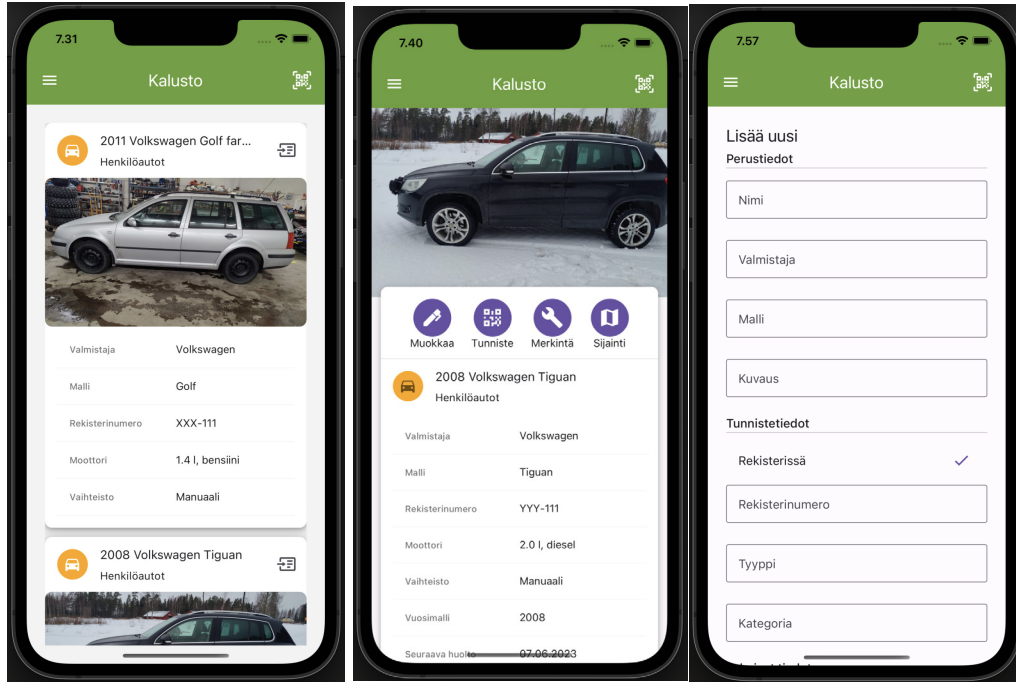 7.31
Kalusto
2011 Volkswagen Golf far...
Henkilöautot
Valmistaja Volkswagen
Malli Golf
Rekisterinumero XXX-111
Moottori 1.4 l, bensiini
Vaihteisto Manuaali
2008 Volkswagen Tiguan
Henkilöautot
7.40
Kalusto
Muokkaa Tunniste Merkintä Sijainti
2008 Volkswagen Tiguan
Henkilöautot
Valmistaja Volkswagen
Malli Tiguan
Rekisterinumero YYY-111
Moottori 2.0 l, diesel
Vaihteisto Manuaali
Vuosimalli 2008
Seuraava huolto 07.06.2023
7.57
Kalusto
Lisää uusi
Perustiedot
Nimi
Valmistaja
Malli
Kuvaus
Tunnistetiedot
Rekisterissä
Rekisterinumero
Tyyppi
Kategoria